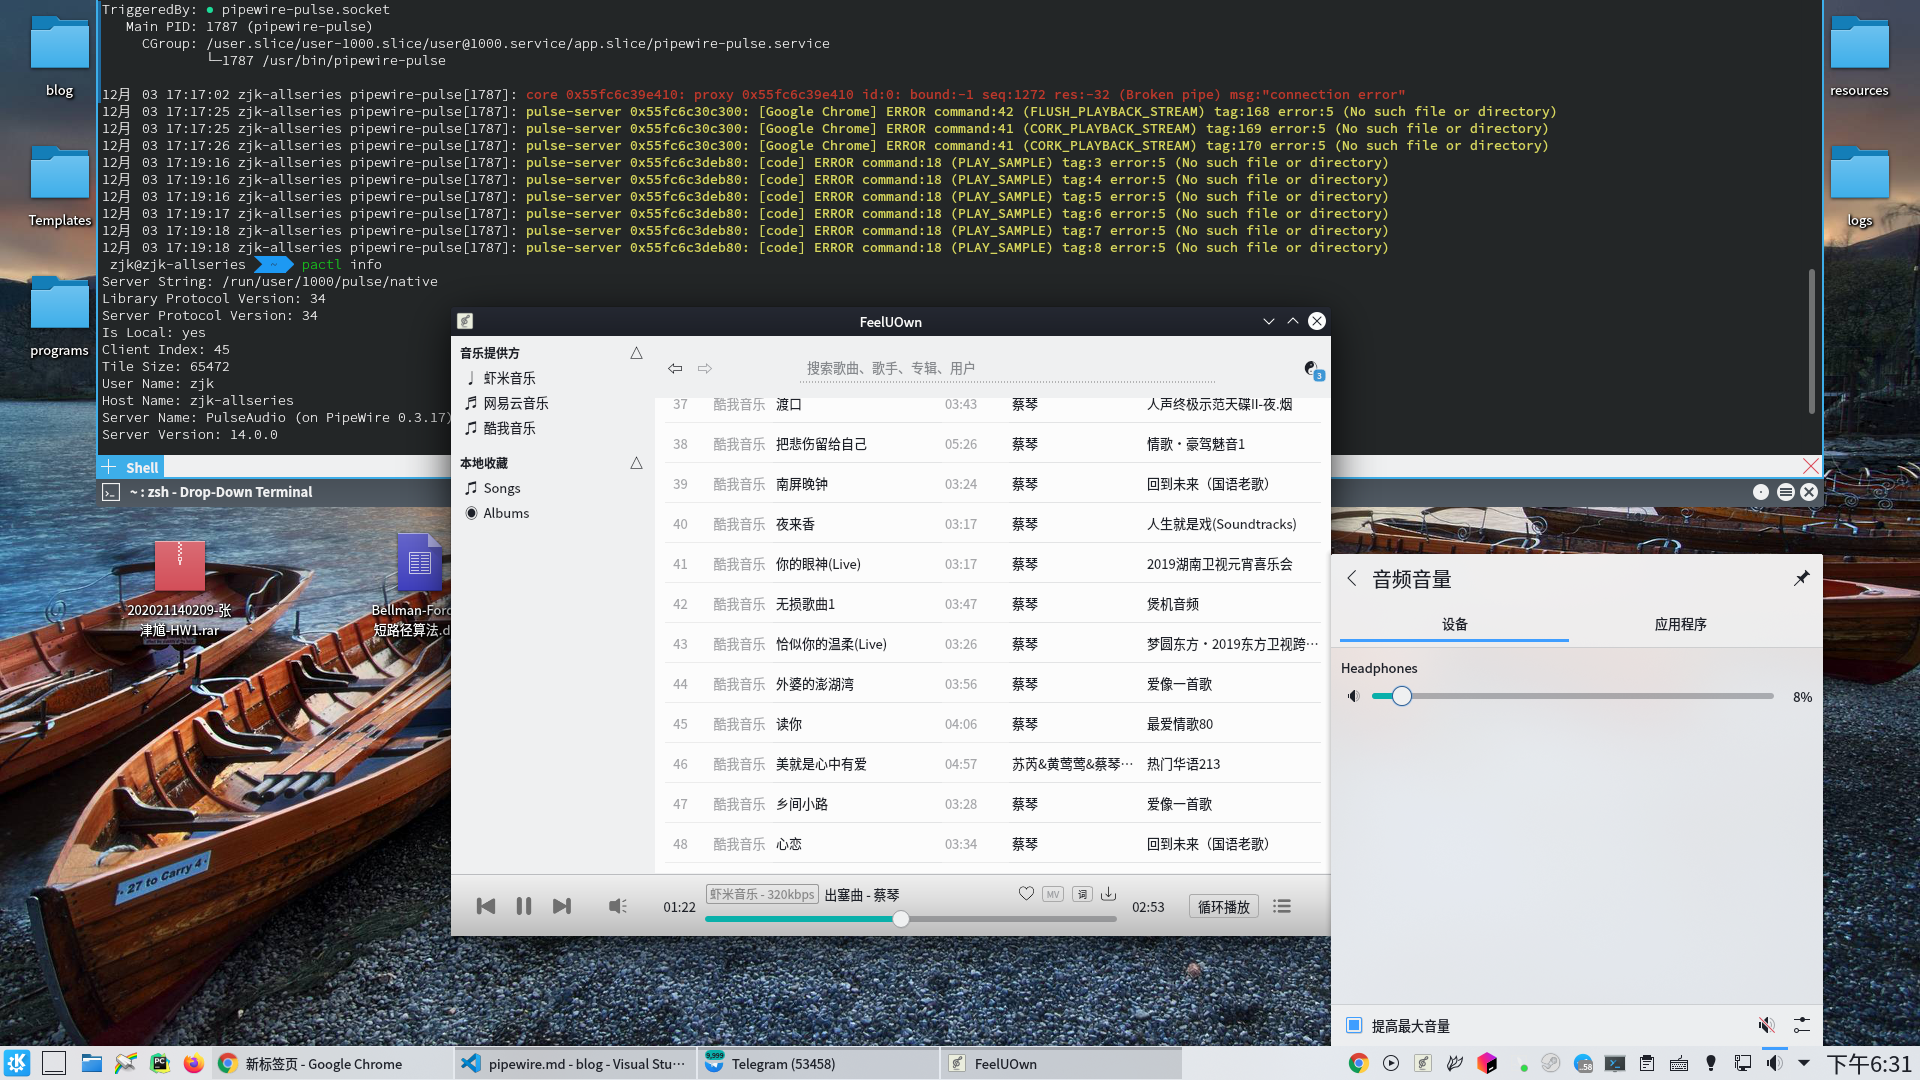 TriggeredBy: ● pipewire-pulse.socket
Main PID: 1787 (pipewire-pulse)
CGroup: /user.slice/user-1000.slice/user@1000.service/app.slice/pipewire-pulse.service
└─1787 /usr/bin/pipewire-pulse
12月 03 17:17:02 zjk-allseries pipewire-pulse[1787]: core 0x55fc6c39e410: proxy 0x55fc6c39e410 id:0: bound:-1 seq:1272 res:-32 (Broken pipe) msg:"connection error"
12月 03 17:17:25 zjk-allseries pipewire-pulse[1787]: pulse-server 0x55fc6c30c300: [Google Chrome] ERROR command:42 (FLUSH_PLAYBACK_STREAM) tag:168 error:5 (No such file or directory)
12月 03 17:17:25 zjk-allseries pipewire-pulse[1787]: pulse-server 0x55fc6c30c300: [Google Chrome] ERROR command:41 (CORK_PLAYBACK_STREAM) tag:169 error:5 (No such file or directory)
12月 03 17:17:26 zjk-allseries pipewire-pulse[1787]: pulse-server 0x55fc6c30c300: [Google Chrome] ERROR command:41 (CORK_PLAYBACK_STREAM) tag:170 error:5 (No such file or directory)
12月 03 17:19:16 zjk-allseries pipewire-pulse[1787]: pulse-server 0x55fc6c3deb80: [code] ERROR command:18 (PLAY_SAMPLE) tag:3 error:5 (No such file or directory)
12月 03 17:19:16 zjk-allseries pipewire-pulse[1787]: pulse-server 0x55fc6c3deb80: [code] ERROR command:18 (PLAY_SAMPLE) tag:4 error:5 (No such file or directory)
12月 03 17:19:16 zjk-allseries pipewire-pulse[1787]: pulse-server 0x55fc6c3deb80: [code] ERROR command:18 (PLAY_SAMPLE) tag:5 error:5 (No such file or directory)
12月 03 17:19:17 zjk-allseries pipewire-pulse[1787]: pulse-server 0x55fc6c3deb80: [code] ERROR command:18 (PLAY_SAMPLE) tag:6 error:5 (No such file or directory)
12月 03 17:19:18 zjk-allseries pipewire-pulse[1787]: pulse-server 0x55fc6c3deb80: [code] ERROR command:18 (PLAY_SAMPLE) tag:7 error:5 (No such file or directory)
12月 03 17:19:18 zjk-allseries pipewire-pulse[1787]: pulse-server 0x55fc6c3deb80: [code] ERROR command:18 (PLAY_SAMPLE) tag:8 error:5 (No such file or directory)
zjk@zjk-allseries ~ pactl info
Server String: /run/user/1000/pulse/native
Library Protocol Version: 34
Server Protocol Version: 34
Is Local: yes
Client Index: 45
Tile Size: 65472
User Name: zjk
Host Name: zjk-allseries
Server Name: PulseAudio (on PipeWire 0.3.17)
Server Version: 14.0.0
Shell
~ : zsh - Drop-Down Terminal
blog
Templates
programs
resources
logs
202021140209-张
津馗-HW1.rar
Bellman-Ford
短路径算法.d
27 to Carry 4
FeelUOwn
音乐提供方
虾米音乐
网易云音乐
酷我音乐
本地收藏
Songs
Albums
搜索歌曲、歌手、专辑、用户
3
37 酷我音乐 渡口 03:43 蔡琴 人声终极示范天碟II-夜.烟
38 酷我音乐 把悲伤留给自己 05:26 蔡琴 情歌·豪驾魅音1
39 酷我音乐 南屏晚钟 03:24 蔡琴 回到未来（国语老歌）
40 酷我音乐 夜来香 03:17 蔡琴 人生就是戏(Soundtracks)
41 酷我音乐 你的眼神(Live) 03:17 蔡琴 2019湖南卫视元宵喜乐会
42 酷我音乐 无损歌曲1 03:47 蔡琴 煲机音频
43 酷我音乐 恰似你的温柔(Live) 03:26 蔡琴 梦圆东方·2019东方卫视跨…
44 酷我音乐 外婆的澎湖湾 03:56 蔡琴 爱像一首歌
45 酷我音乐 读你 04:06 蔡琴 最爱情歌80
46 酷我音乐 美就是心中有爱 04:57 苏芮&黄莺莺&蔡琴… 热门华语213
47 酷我音乐 乡间小路 03:28 蔡琴 爱像一首歌
48 酷我音乐 心恋 03:34 蔡琴 回到未来（国语老歌）
01:22 虾米音乐 - 320kbps 出塞曲 - 蔡琴 MV 词 02:53 循环播放
音频音量
设备 应用程序
Headphones
8%
提高最大音量
新标签页 - Google Chrome
pipewire.md - blog - Visual Stu…
9,999
Telegram (53458)
FeelUOwn
58
下午6:31